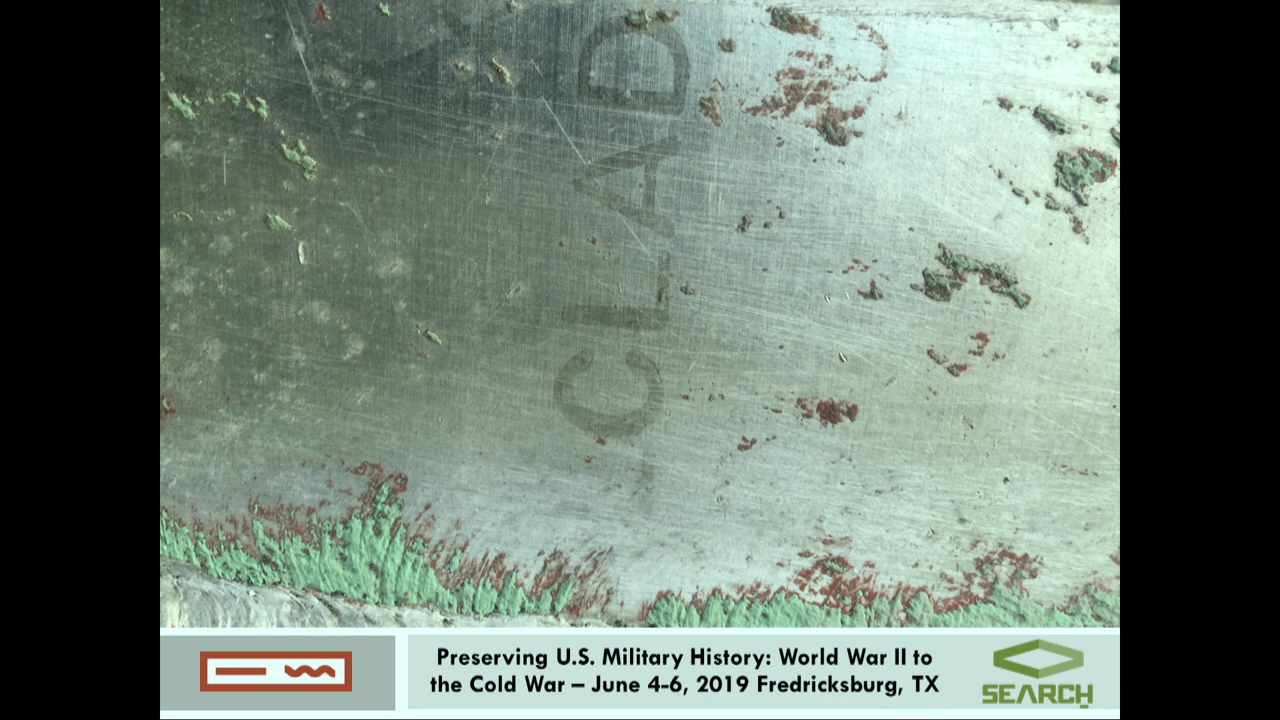 CLAD
Preserving U.S. Military History: World War II to
the Cold War – June 4-6, 2019 Fredricksburg, TX
SEARCH